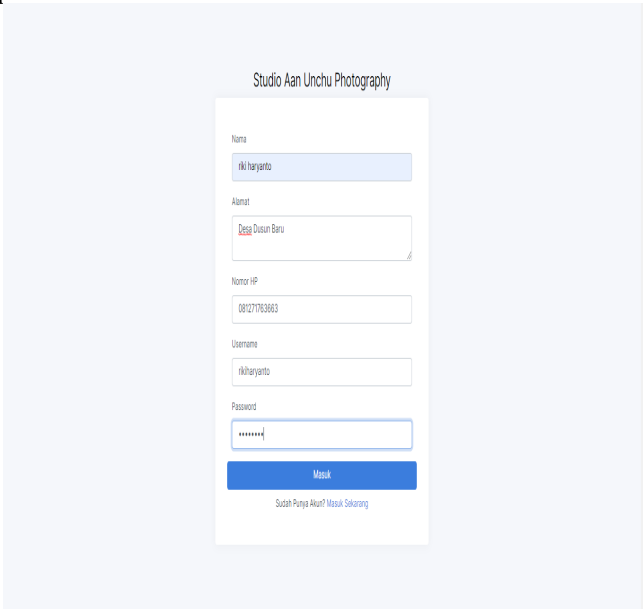 Studio Aan Unchu Photography
Nama
riki haryanto
Alamat
Desa Dusun Baru
Nomor HP
081271763663
Username
rikiharyanto
Password
••••••••
Masuk
Sudah Punya Akun? Masuk Sekarang